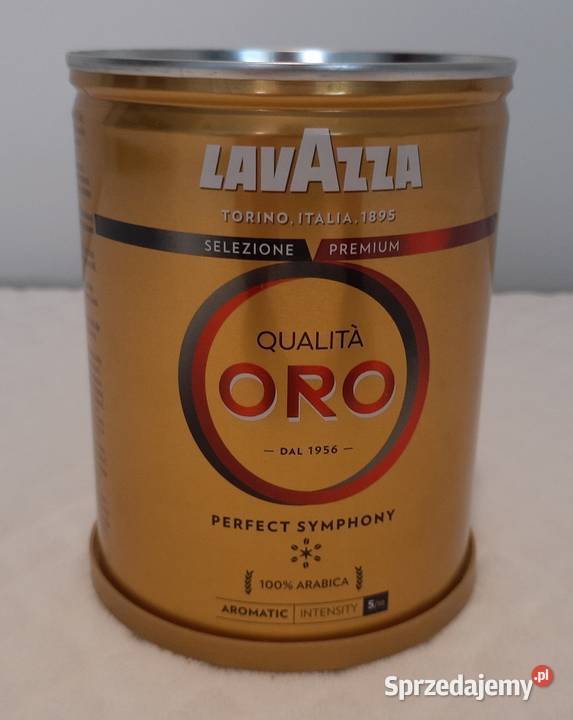 LAVAZZA
TORINO, ITALIA, 1895
SELEZIONE PREMIUM
QUALITÀ
ORO
— DAL 1956 —
PERFECT SYMPHONY
100% ARABICA
AROMATIC INTENSITY 5/10
Sprzedajemy.pl